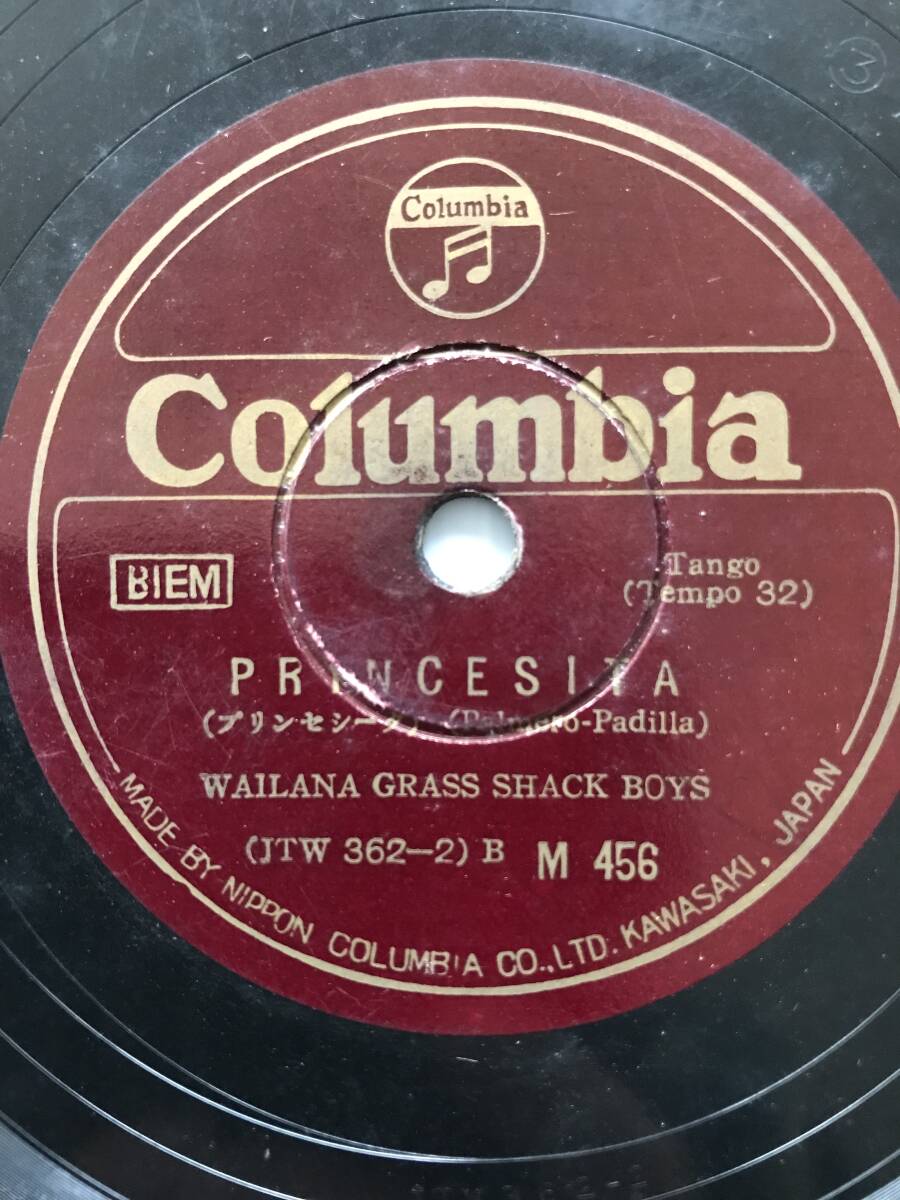 ③
Columbia
Columbia
BIEM
Tango
(Tempo 32)
PRINCESITA
(プリンセシータ) (Palmero-Padilla)
WAILANA GRASS SHACK BOYS
(JTW 362-2) B M 456
MADE BY NIPPON COLUMBIA CO.,LTD. KAWASAKI, JAPAN